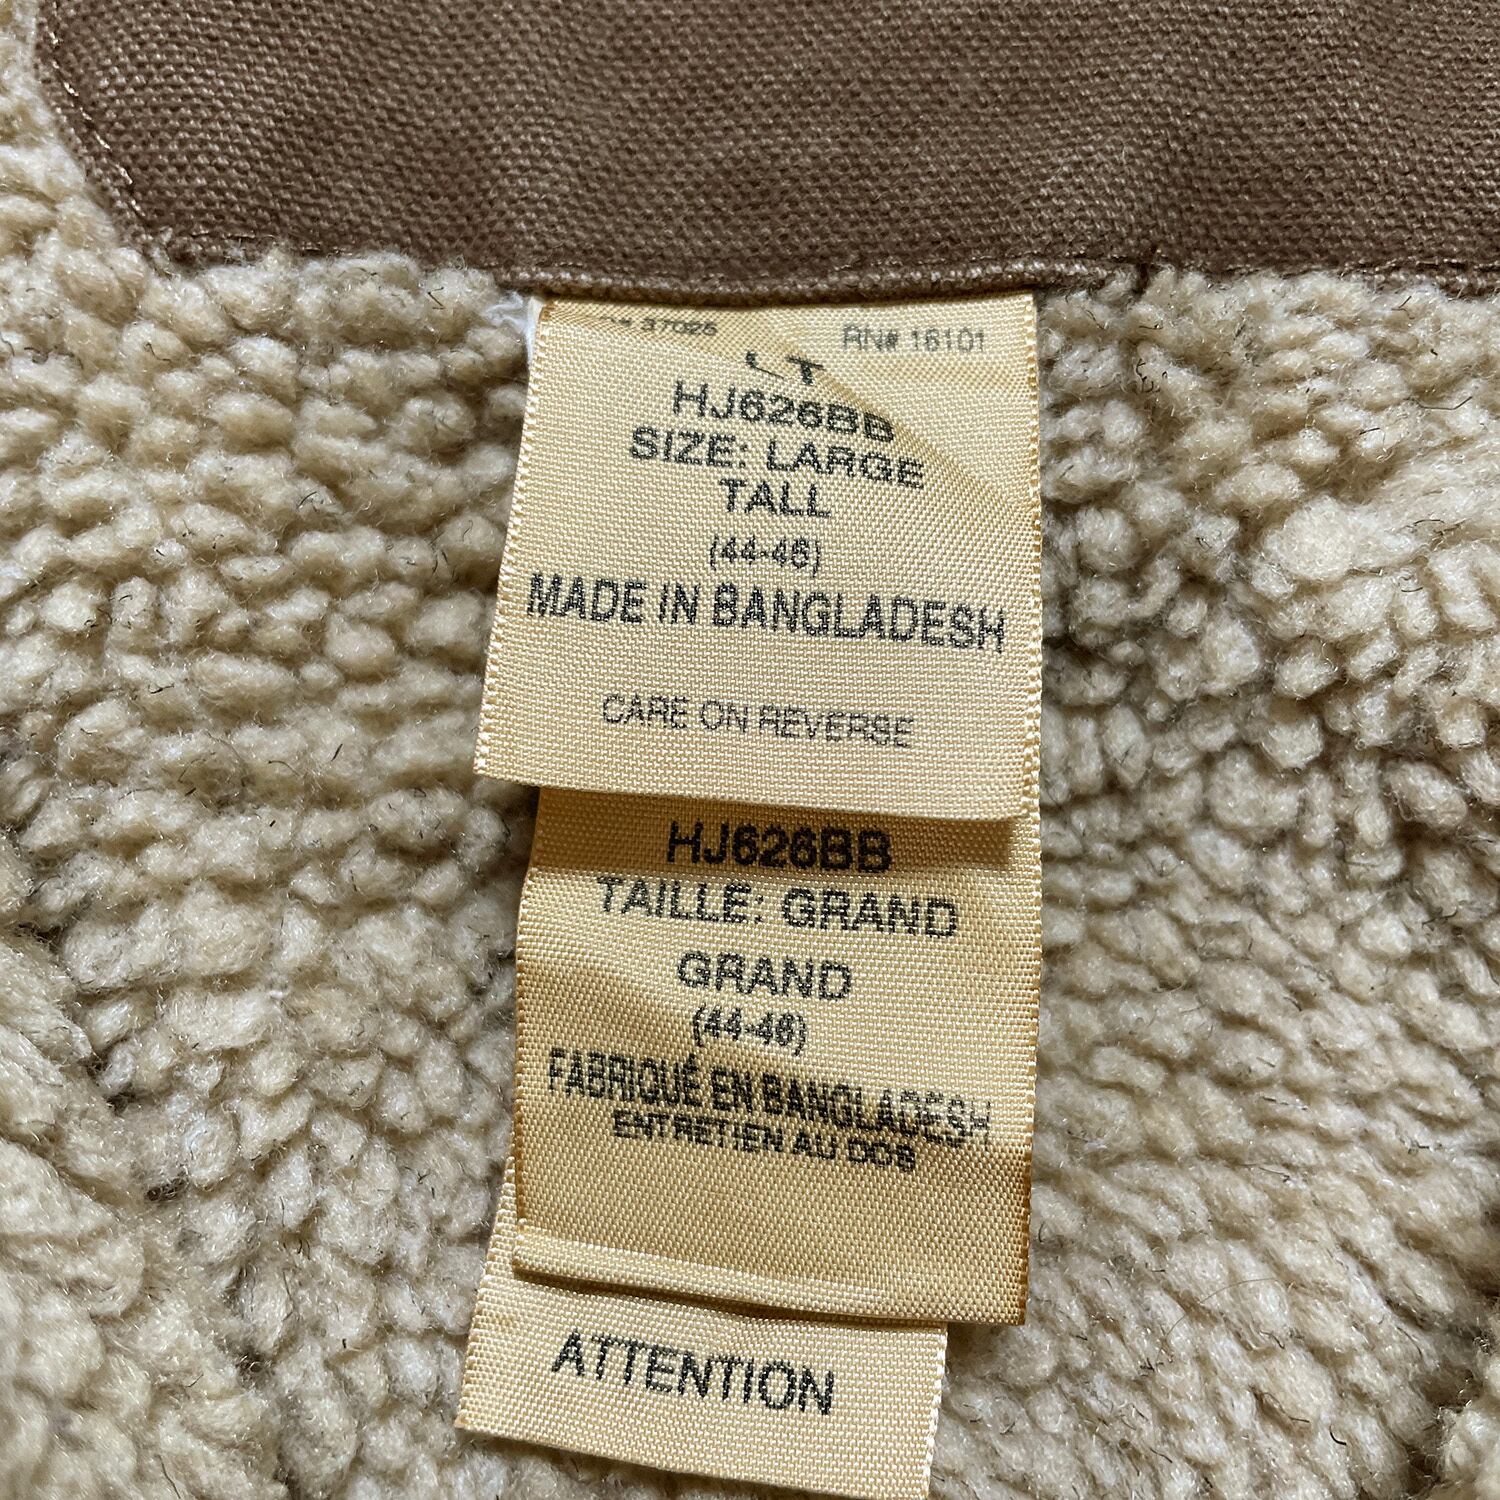 37025 RN# 16101
LT
HJ626BB
SIZE: LARGE
TALL
(44-46)
MADE IN BANGLADESH
CARE ON REVERSE
HJ626BB
TAILLE: GRAND
GRAND
(44-46)
FABRIQUÉ EN BANGLADESH
ENTRETIEN AU DOS
ATTENTION